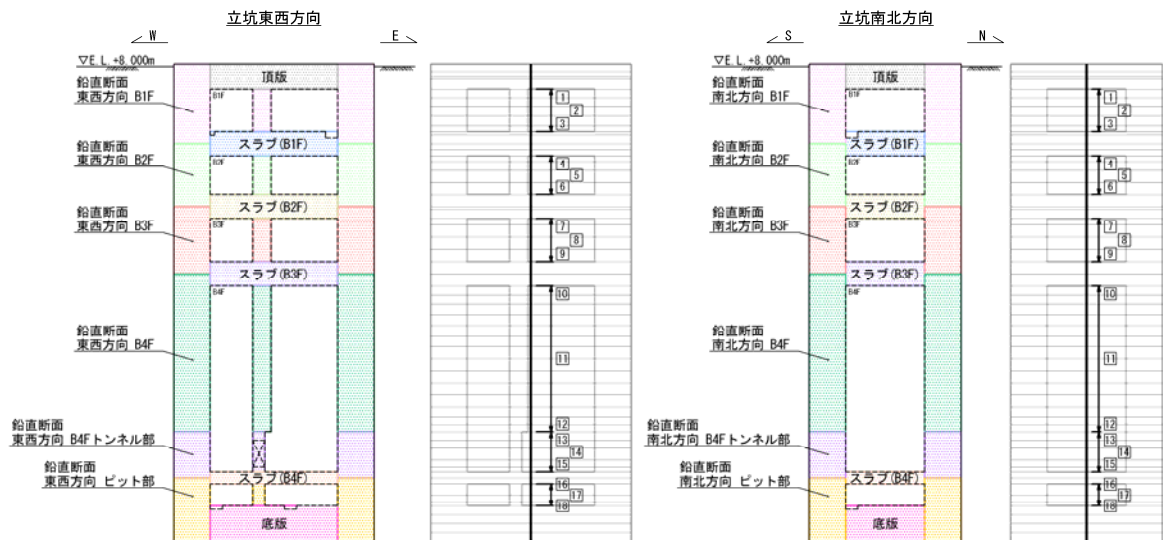 立坑東西方向
W
E
▽E.L.+8.000m
頂版
鉛直断面
東西方向 B1F
B1F
スラブ(B1F)
鉛直断面
東西方向 B2F
B2F
スラブ(B2F)
鉛直断面
東西方向 B3F
B3F
スラブ(B3F)
B4F
鉛直断面
東西方向 B4F
鉛直断面
東西方向 B4Fトンネル部
鉛直断面
東西方向 ピット部
スラブ(B4F)
底版
1
2
3
4
5
6
7
8
9
10
11
12
13
14
15
16
17
18
立坑南北方向
S
N
▽E.L.+8.000m
頂版
鉛直断面
南北方向 B1F
B1F
スラブ(B1F)
鉛直断面
南北方向 B2F
B2F
スラブ(B2F)
鉛直断面
南北方向 B3F
B3F
スラブ(B3F)
B4F
鉛直断面
南北方向 B4F
鉛直断面
南北方向 B4Fトンネル部
鉛直断面
南北方向 ピット部
スラブ(B4F)
底版
1
2
3
4
5
6
7
8
9
10
11
12
13
14
15
16
17
18